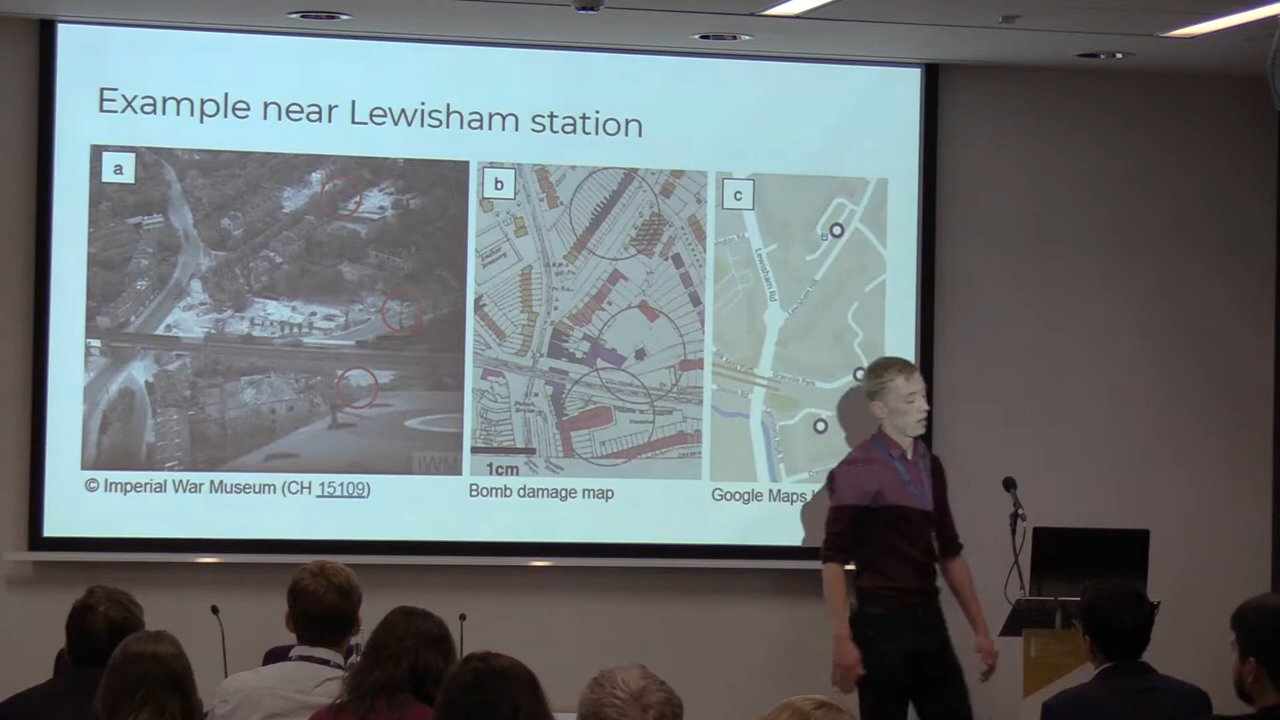 Example near Lewisham station
a
b
c
Lewisham Rd
IWM
1cm
© Imperial War Museum (CH 15109)
Bomb damage map
Google Maps